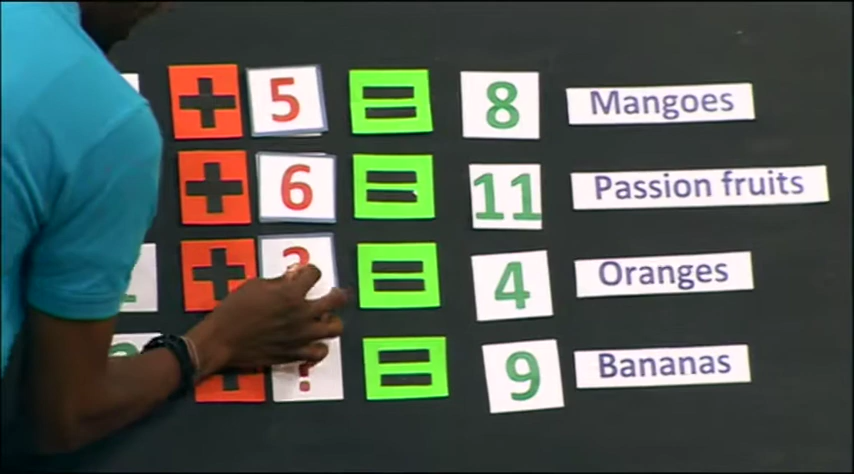 + 5 = 8 Mangoes
+ 6 = 11 Passion fruits
+ = 4 Oranges
+ = 9 Bananas